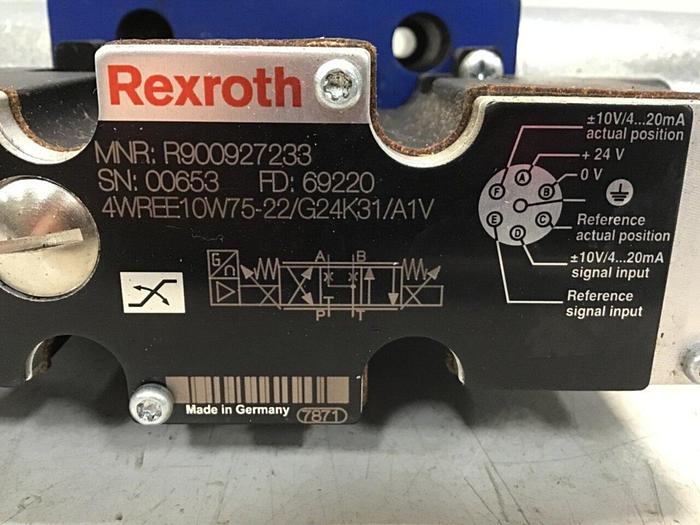 Rexroth
MNR: R900927233
SN: 00653 FD: 69220
4WREE10W75-22/G24K31/A1V
G
A B
P T
±10V/4...20mA
actual position
+ 24 V
0 V
Reference
actual position
±10V/4...20mA
signal input
Reference
signal input
F A B
E D C
Made in Germany
7871